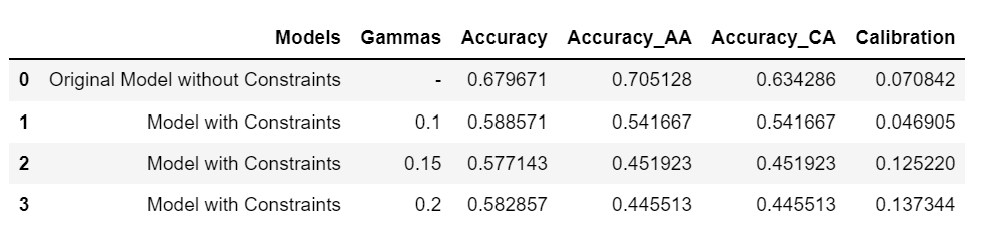 Models Gammas Accuracy Accuracy_AA Accuracy_CA Calibration
0 Original Model without Constraints - 0.679671 0.705128 0.634286 0.070842
1 Model with Constraints 0.1 0.588571 0.541667 0.541667 0.046905
2 Model with Constraints 0.15 0.577143 0.451923 0.451923 0.125220
3 Model with Constraints 0.2 0.582857 0.445513 0.445513 0.137344